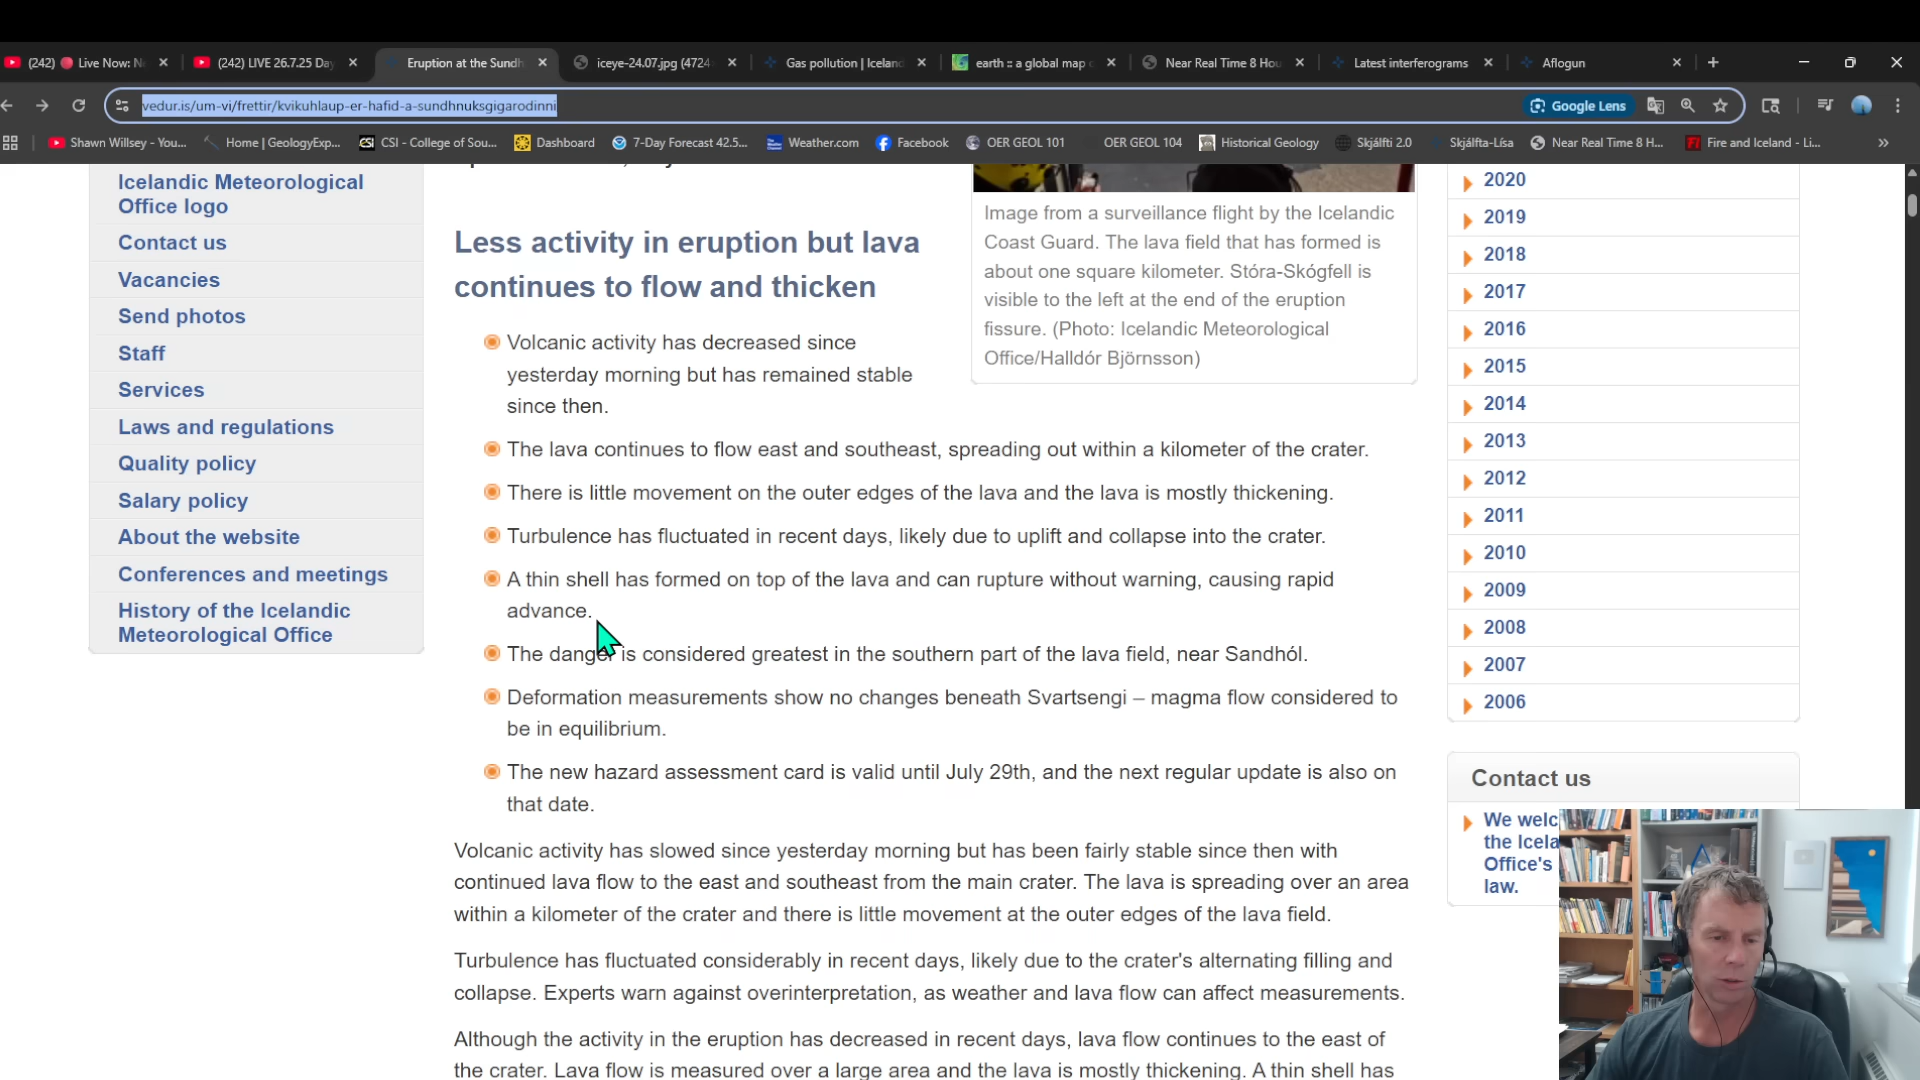 (242) 🔴 Live Now: N
(242) LIVE 26.7.25 Da
Eruption at the Sundh
iceye-24.07.jpg (4724
Gas pollution | Iceland
earth :: a global map
Near Real Time 8 Hou
Latest interferograms
Aflogun
vedur.is/um-vi/frettir/kvikuhlaup-er-hafid-a-sundhnuksgigarodinni
Google Lens
Shawn Willsey - You...
Home | GeologyExp...
CSI - College of Sou...
Dashboard
7-Day Forecast 42.5...
Weather.com
Facebook
OER GEOL 101
OER GEOL 104
Historical Geology
Skjálfti 2.0
Skjálfta-Lísa
Near Real Time 8 H...
Fire and Iceland - Li...
Icelandic Meteorological
Office logo
Contact us
Vacancies
Send photos
Staff
Services
Laws and regulations
Quality policy
Salary policy
About the website
Conferences and meetings
History of the Icelandic
Meteorological Office
Less activity in eruption but lava
continues to flow and thicken
Volcanic activity has decreased since
yesterday morning but has remained stable
since then.
The lava continues to flow east and southeast, spreading out within a kilometer of the crater.
There is little movement on the outer edges of the lava and the lava is mostly thickening.
Turbulence has fluctuated in recent days, likely due to uplift and collapse into the crater.
A thin shell has formed on top of the lava and can rupture without warning, causing rapid
advance.
The danger is considered greatest in the southern part of the lava field, near Sandhól.
Deformation measurements show no changes beneath Svartsengi – magma flow considered to
be in equilibrium.
The new hazard assessment card is valid until July 29th, and the next regular update is also on
that date.
Volcanic activity has slowed since yesterday morning but has been fairly stable since then with
continued lava flow to the east and southeast from the main crater. The lava is spreading over an area
within a kilometer of the crater and there is little movement at the outer edges of the lava field.
Turbulence has fluctuated considerably in recent days, likely due to the crater's alternating filling and
collapse. Experts warn against overinterpretation, as weather and lava flow can affect measurements.
Although the activity in the eruption has decreased in recent days, lava flow continues to the east of
the crater. Lava flow is measured over a large area and the lava is mostly thickening. A thin shell has
Image from a surveillance flight by the Icelandic
Coast Guard. The lava field that has formed is
about one square kilometer. Stóra-Skógfell is
visible to the left at the end of the eruption
fissure. (Photo: Icelandic Meteorological
Office/Halldór Björnsson)
2020
2019
2018
2017
2016
2015
2014
2013
2012
2011
2010
2009
2008
2007
2006
Contact us
We welc
the Icela
Office's
law.